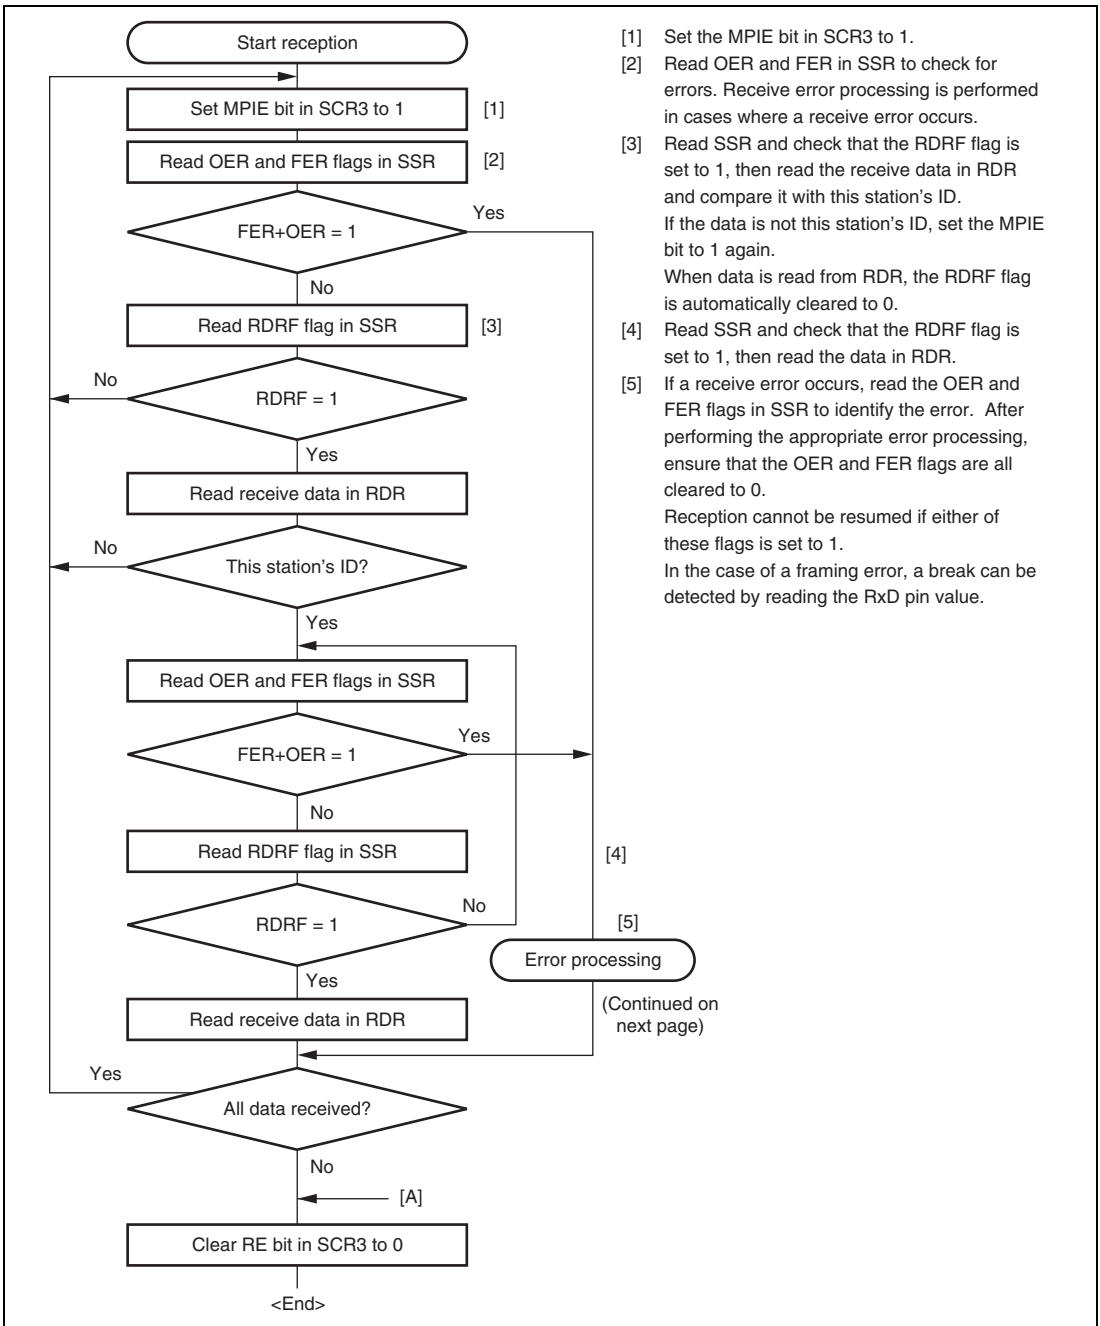 Start reception
Set MPIE bit in SCR3 to 1
[1]
Read OER and FER flags in SSR
[2]
Yes
FER+OER = 1
No
Read RDRF flag in SSR
[3]
No
RDRF = 1
Yes
Read receive data in RDR
No
This station's ID?
Yes
Read OER and FER flags in SSR
Yes
FER+OER = 1
No
Read RDRF flag in SSR
[4]
No
RDRF = 1
[5]
Error processing
Yes
(Continued on
next page)
Read receive data in RDR
Yes
All data received?
No
[A]
Clear RE bit in SCR3 to 0
<End>
[1] Set the MPIE bit in SCR3 to 1.
[2] Read OER and FER in SSR to check for
errors. Receive error processing is performed
in cases where a receive error occurs.
[3] Read SSR and check that the RDRF flag is
set to 1, then read the receive data in RDR
and compare it with this station's ID.
If the data is not this station's ID, set the MPIE
bit to 1 again.
When data is read from RDR, the RDRF flag
is automatically cleared to 0.
[4] Read SSR and check that the RDRF flag is
set to 1, then read the data in RDR.
[5] If a receive error occurs, read the OER and
FER flags in SSR to identify the error. After
performing the appropriate error processing,
ensure that the OER and FER flags are all
cleared to 0.
Reception cannot be resumed if either of
these flags is set to 1.
In the case of a framing error, a break can be
detected by reading the RxD pin value.